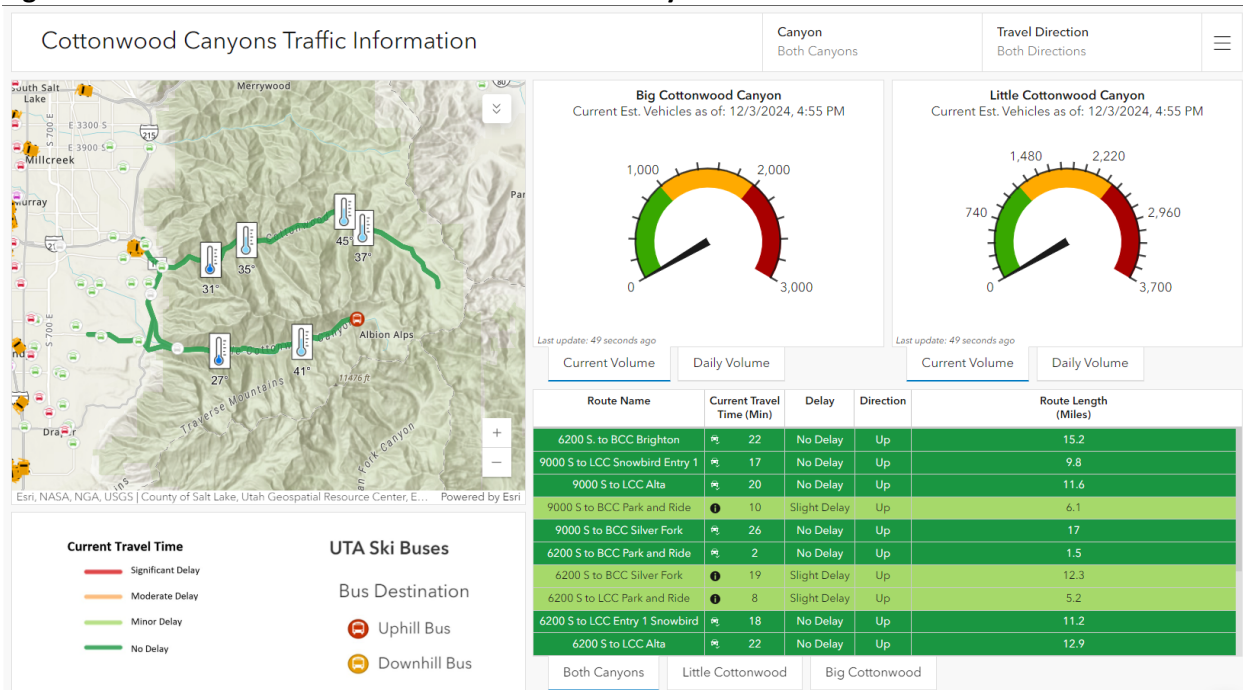 Cottonwood Canyons Traffic Information
Canyon
Both Canyons
Travel Direction
Both Directions
South Salt
Lake
Merrywood
80
E 3300 S
S 700 E
215
E 3900 S
Millcreek
Murray
Par
45°
37°
35°
31°
S 700 E
Albion Alps
27°
41°
11476 ft
Traverse Mountains
Draper
Fork Canyon
+
−
Esri, NASA, NGA, USGS | County of Salt Lake, Utah Geospatial Resource Center, E... Powered by Esri
Current Travel Time
Significant Delay
Moderate Delay
Minor Delay
No Delay
UTA Ski Buses
Bus Destination
Uphill Bus
Downhill Bus
Big Cottonwood Canyon
Current Est. Vehicles as of: 12/3/2024, 4:55 PM
1,000
2,000
0
3,000
Last update: 49 seconds ago
Current Volume Daily Volume
Little Cottonwood Canyon
Current Est. Vehicles as of: 12/3/2024, 4:55 PM
1,480
2,220
740
2,960
0
3,700
Last update: 49 seconds ago
Current Volume Daily Volume
Route Name Current Travel Time (Min) Delay Direction Route Length (Miles)
6200 S. to BCC Brighton 22 No Delay Up 15.2
9000 S to LCC Snowbird Entry 1 17 No Delay Up 9.8
9000 S to LCC Alta 20 No Delay Up 11.6
9000 S to BCC Park and Ride 10 Slight Delay Up 6.1
9000 S to BCC Silver Fork 26 No Delay Up 17
6200 S to BCC Park and Ride 2 No Delay Up 1.5
6200 S to BCC Silver Fork 19 Slight Delay Up 12.3
6200 S to LCC Park and Ride 8 Slight Delay Up 5.2
6200 S to LCC Entry 1 Snowbird 18 No Delay Up 11.2
6200 S to LCC Alta 22 No Delay Up 12.9
Both Canyons Little Cottonwood Big Cottonwood